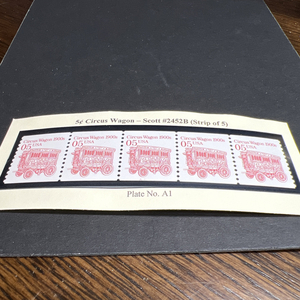 5¢ Circus Wagon – Scott #2452B (Strip of 5)
Circus Wagon 1900s Circus Wagon 1900s Circus Wagon 1900s Circus Wagon 1900s Circus Wagon 1900s
05 USA 05 USA 05 USA 05 USA 05 USA
Plate No. A1